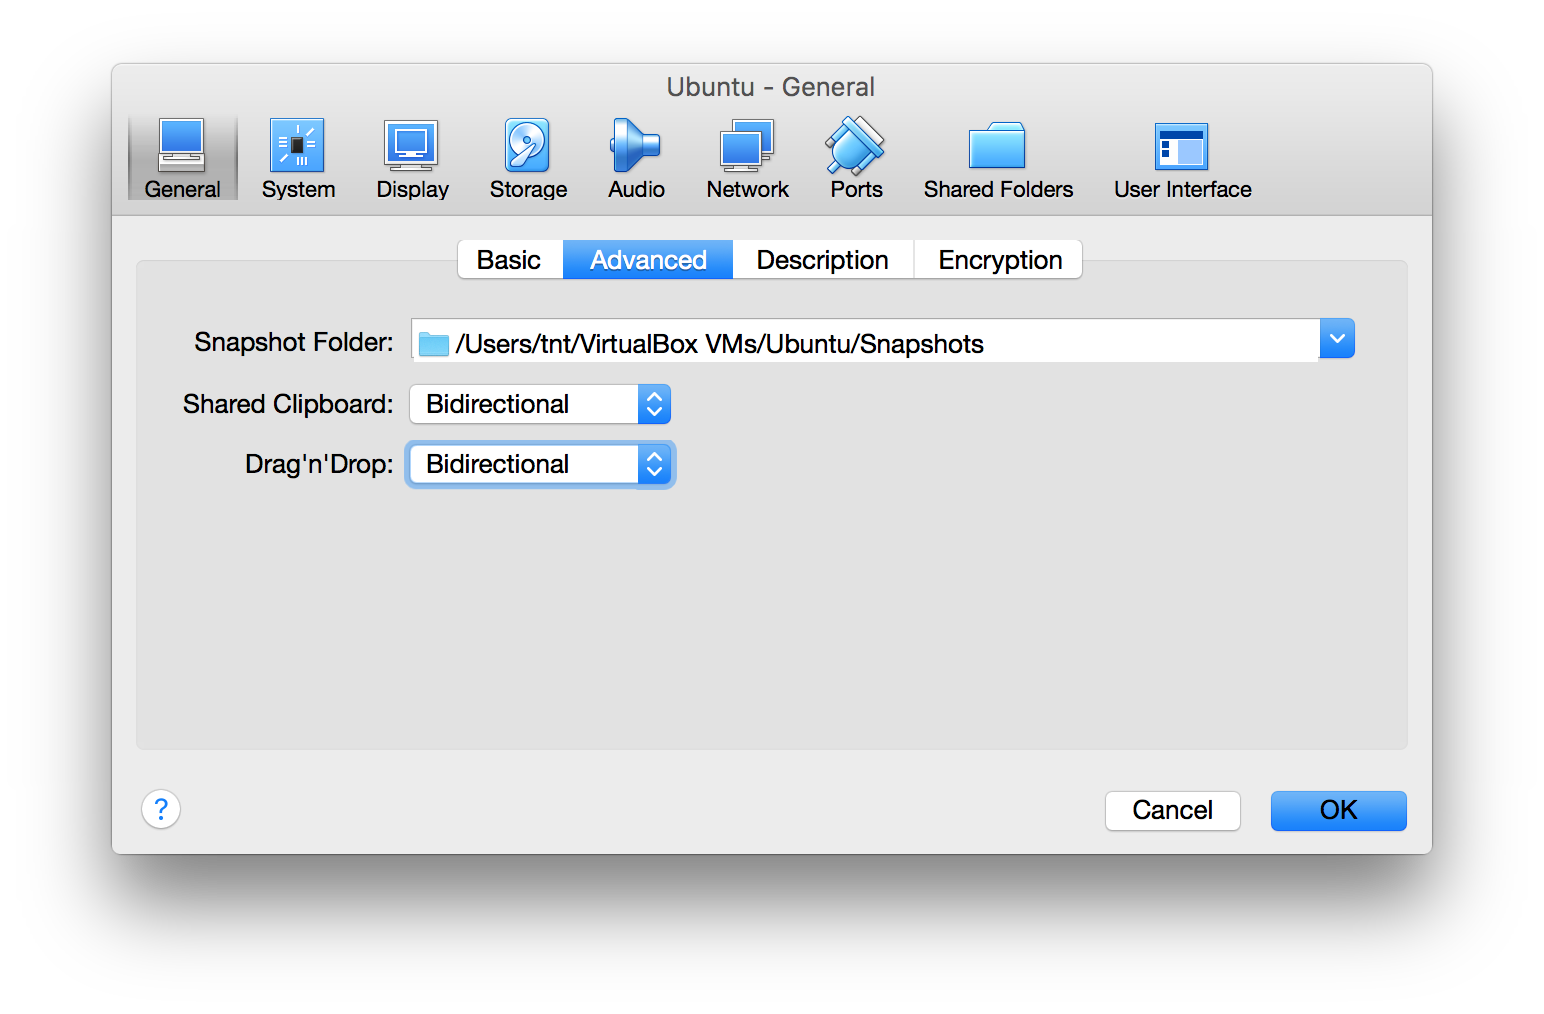 Ubuntu - General
General System Display Storage Audio Network Ports Shared Folders User Interface
Basic Advanced Description Encryption
Snapshot Folder: /Users/tnt/VirtualBox VMs/Ubuntu/Snapshots
Shared Clipboard: Bidirectional
Drag'n'Drop: Bidirectional
? Cancel OK